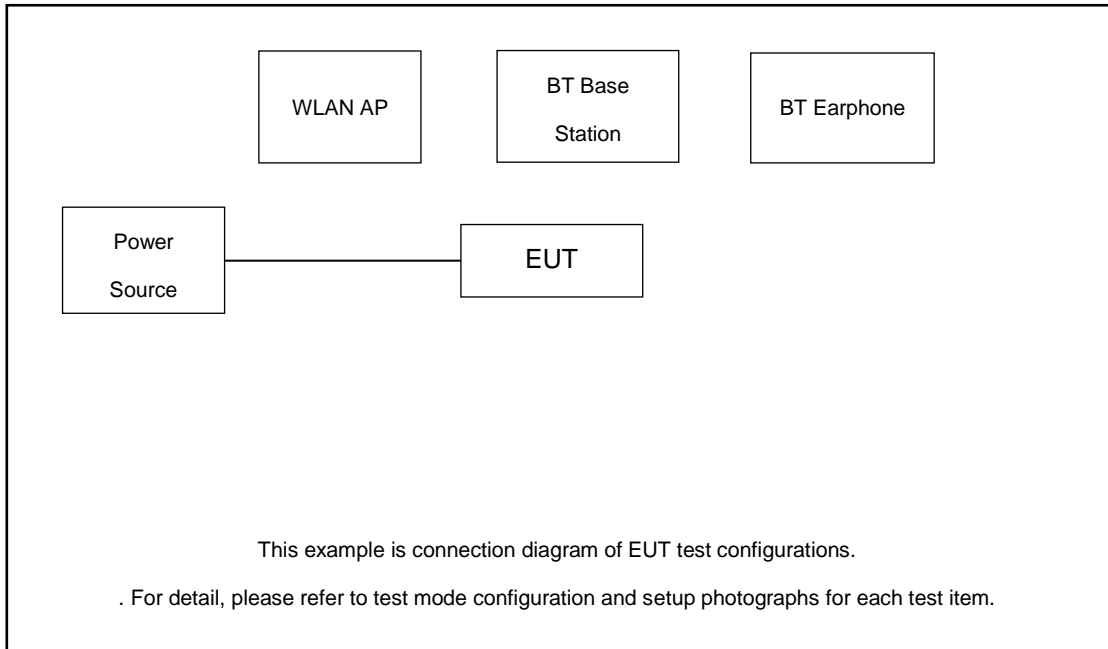 WLAN AP
BT Base
Station
BT Earphone
Power
Source
EUT
This example is connection diagram of EUT test configurations.
. For detail, please refer to test mode configuration and setup photographs for each test item.